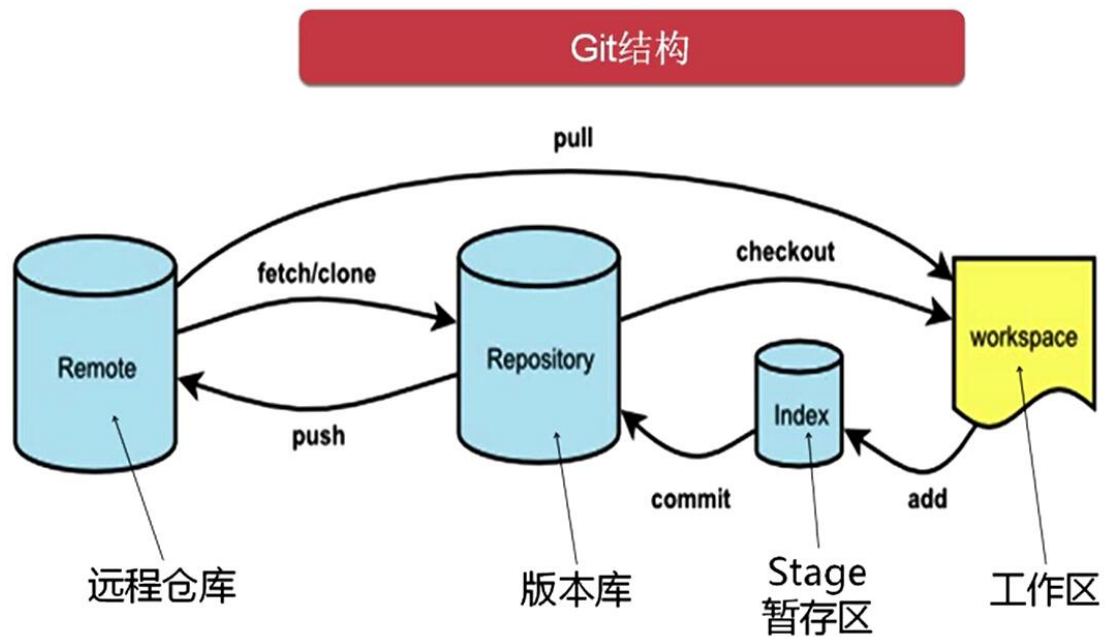 Git结构
pull
fetch/clone
checkout
Remote
Repository
workspace
Index
push
commit
add
远程仓库
版本库
Stage
暂存区
工作区